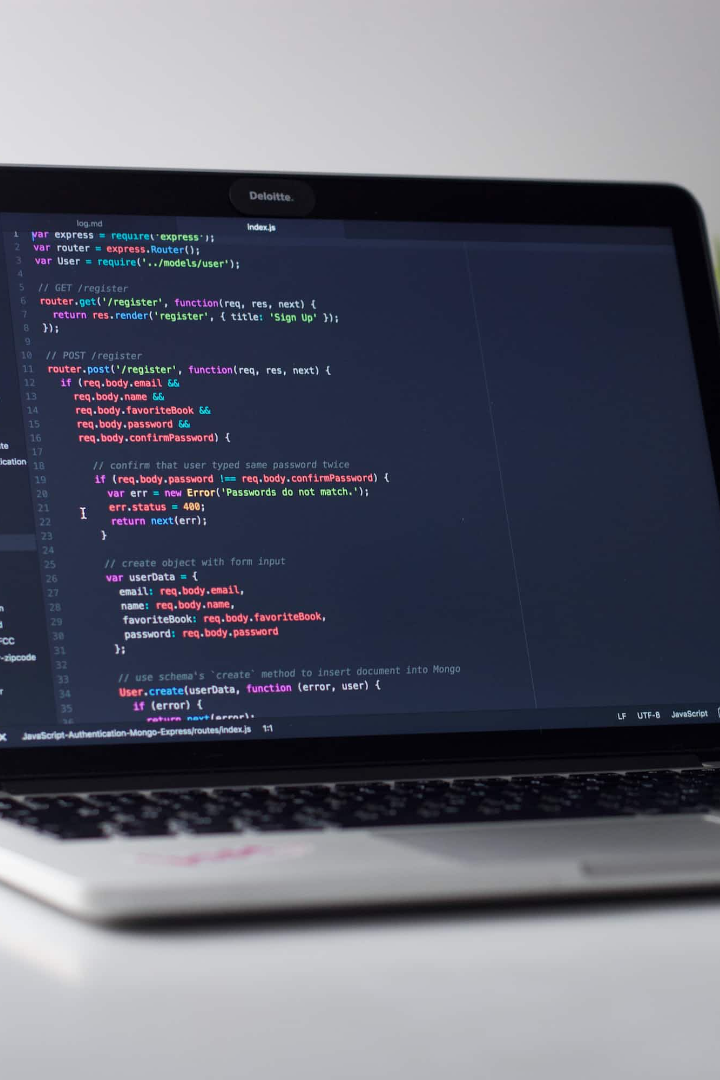 Deloitte.
log.md index.js
1 var express = require('express');
2 var router = express.Router();
3 var User = require('../models/user');
4
5 // GET /register
6 router.get('/register', function(req, res, next) {
7 return res.render('register', { title: 'Sign Up' });
8 });
9
10 // POST /register
11 router.post('/register', function(req, res, next) {
12 if (req.body.email &&
13 req.body.name &&
14 req.body.favoriteBook &&
15 req.body.password &&
16 req.body.confirmPassword) {
17
18 // confirm that user typed same password twice
19 if (req.body.password !== req.body.confirmPassword) {
20 var err = new Error('Passwords do not match.');
21 err.status = 400;
22 return next(err);
23 }
24
25 // create object with form input
26 var userData = {
27 email: req.body.email,
28 name: req.body.name,
29 favoriteBook: req.body.favoriteBook,
30 password: req.body.password
31 };
32
33 // use schema's `create` method to insert document into Mongo
34 User.create(userData, function (error, user) {
35 if (error) {
36 return next(error);
te
ication
FCC
-zipcode
JavaScript-Authentication-Mongo-Express/routes/index.js 1:1 LF UTF-8 JavaScript